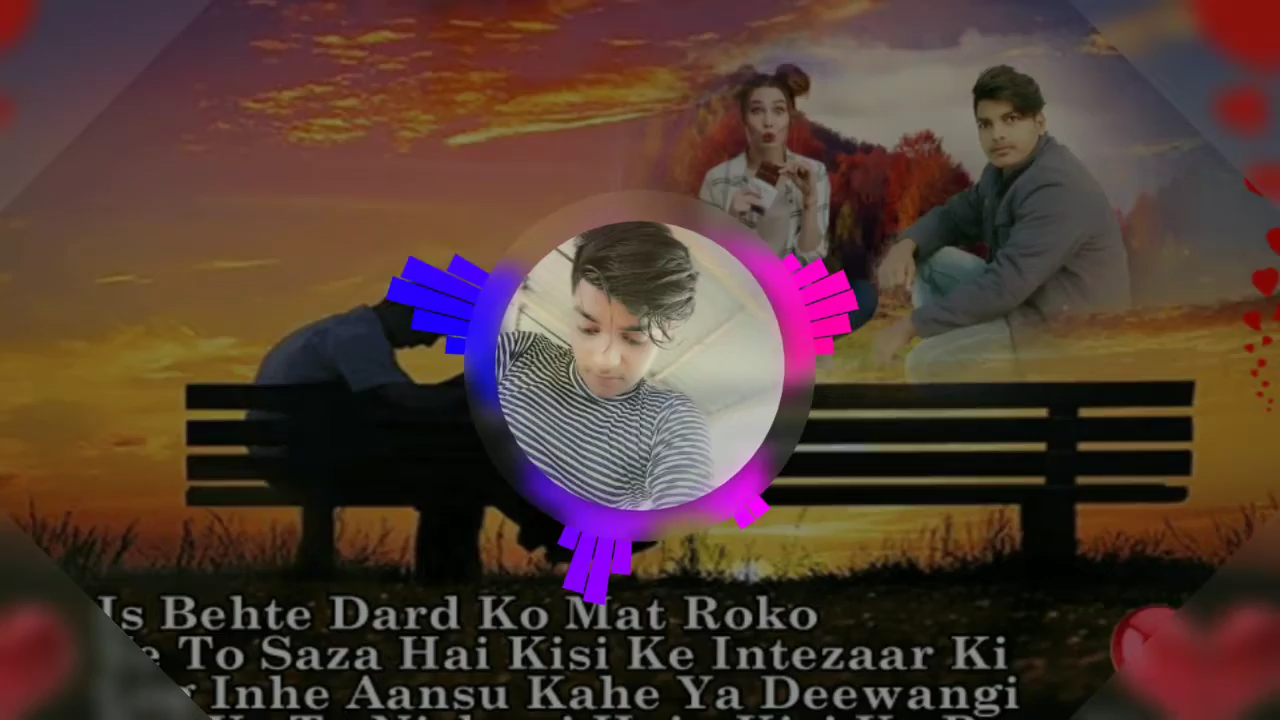 Is Behte Dard Ko Mat Roko
To Saza Hai Kisi Ke Intezaar Ki
Inhe Aansu Kahe Ya Deewangi